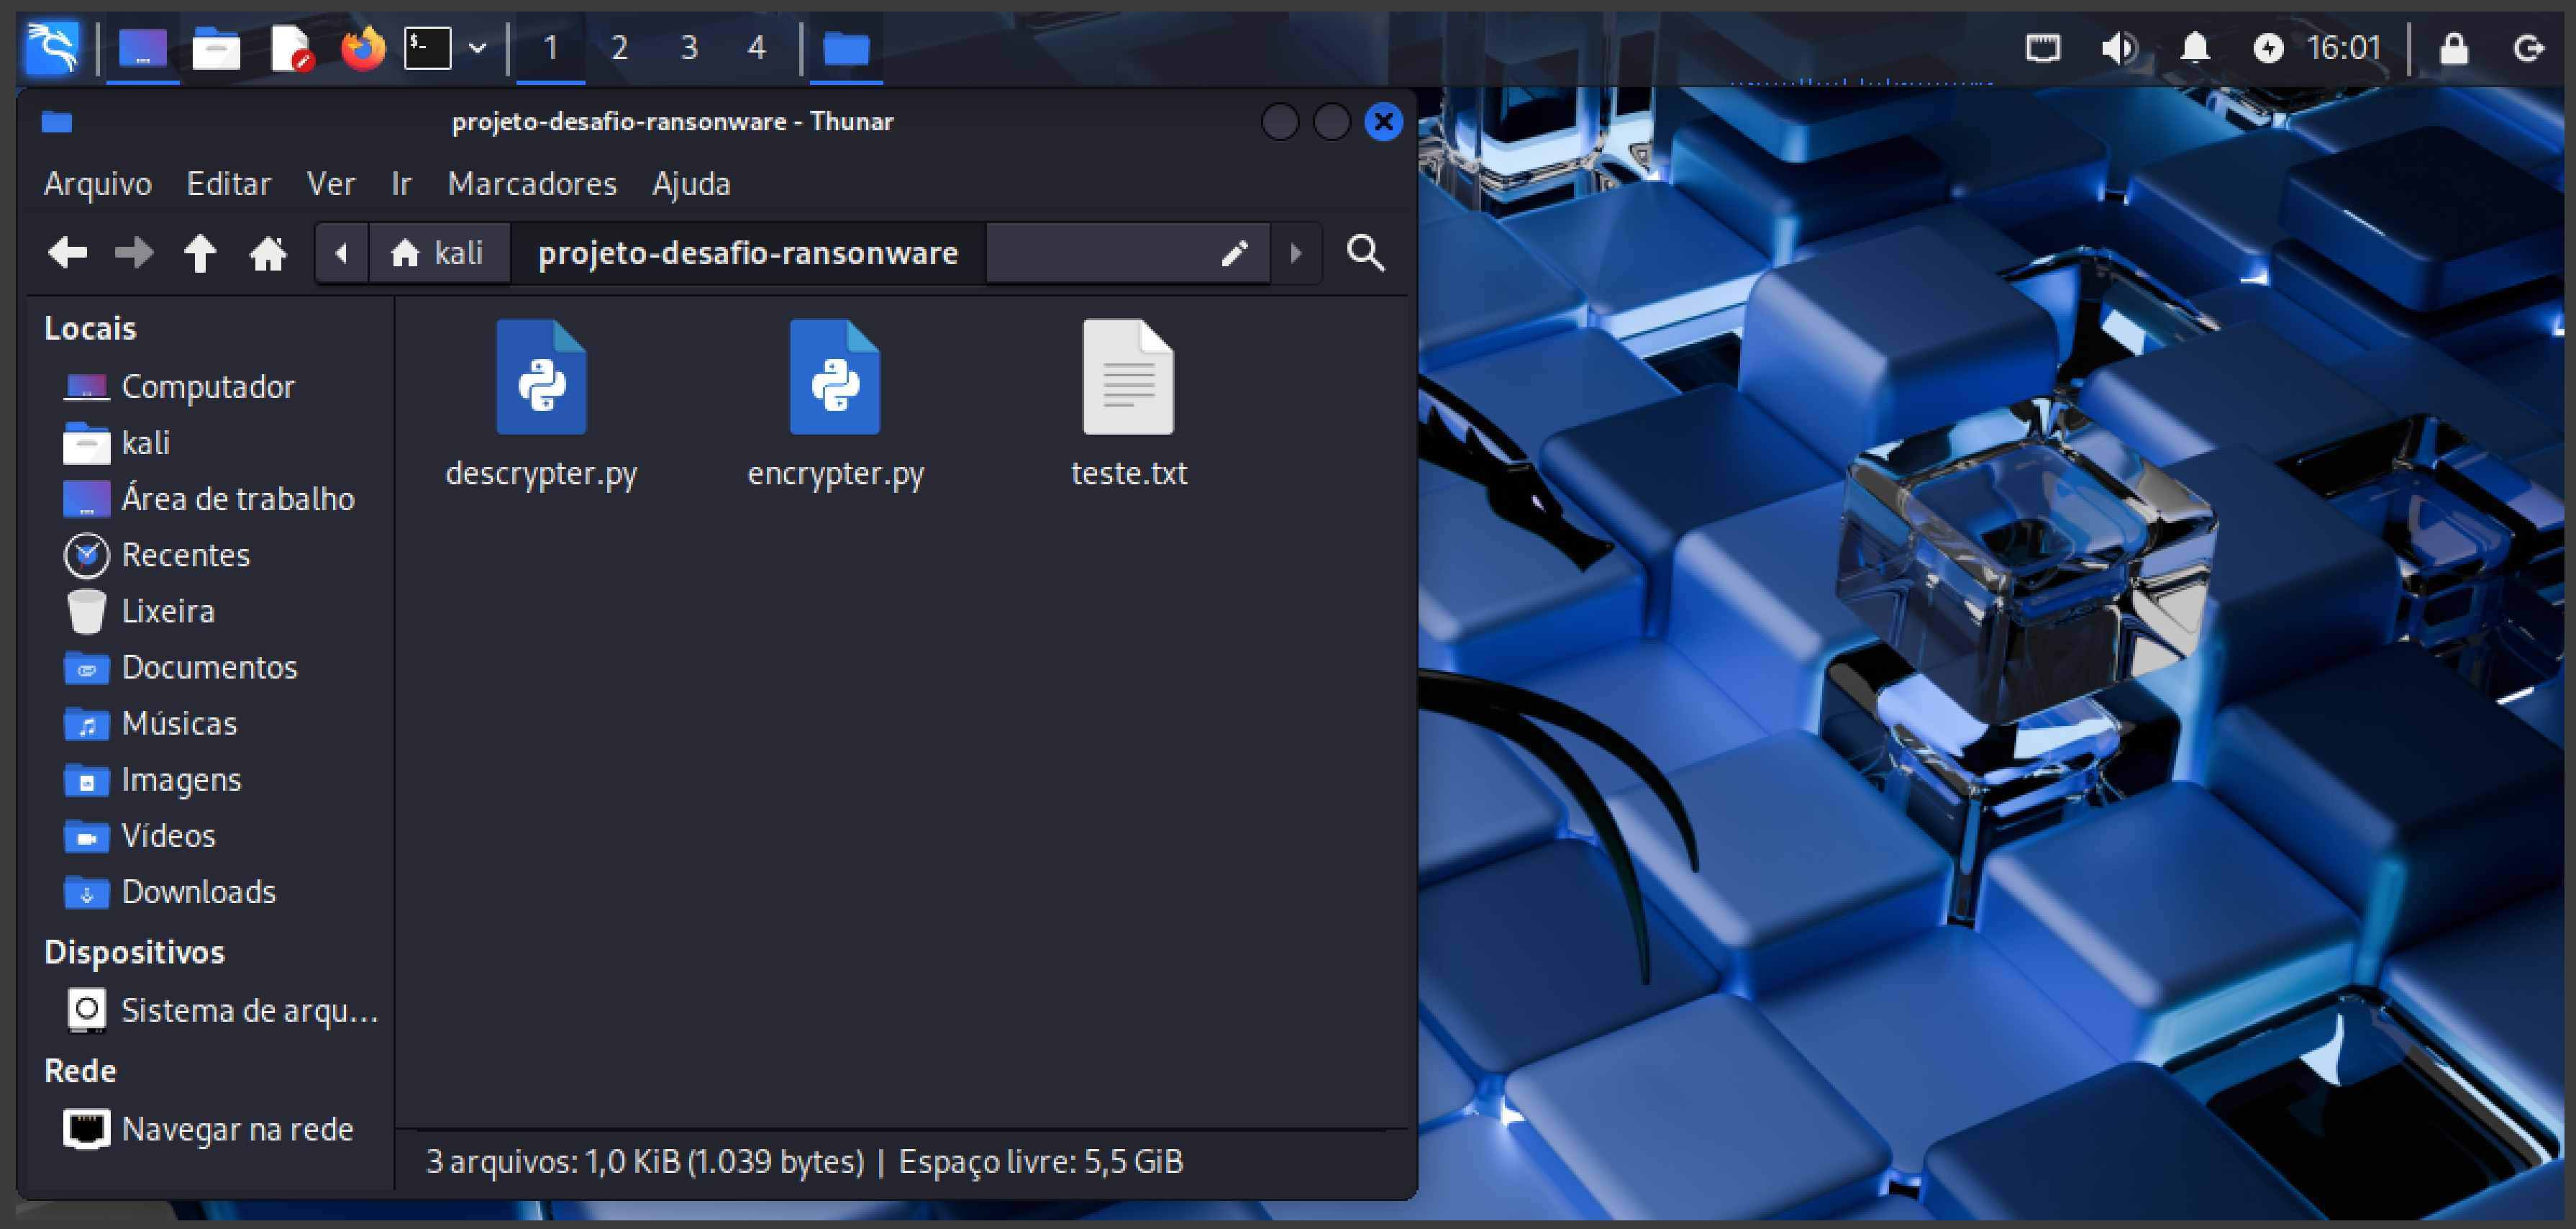 $-
1 2 3 4
16:01
projeto-desafio-ransonware - Thunar
Arquivo Editar Ver Ir Marcadores Ajuda
kali projeto-desafio-ransonware
Locais
Computador
kali
Área de trabalho
Recentes
Lixeira
Documentos
Músicas
Imagens
Vídeos
Downloads
Dispositivos
Sistema de arqu...
Rede
Navegar na rede
descrypter.py encrypter.py teste.txt
3 arquivos: 1,0 KiB (1.039 bytes) | Espaço livre: 5,5 GiB